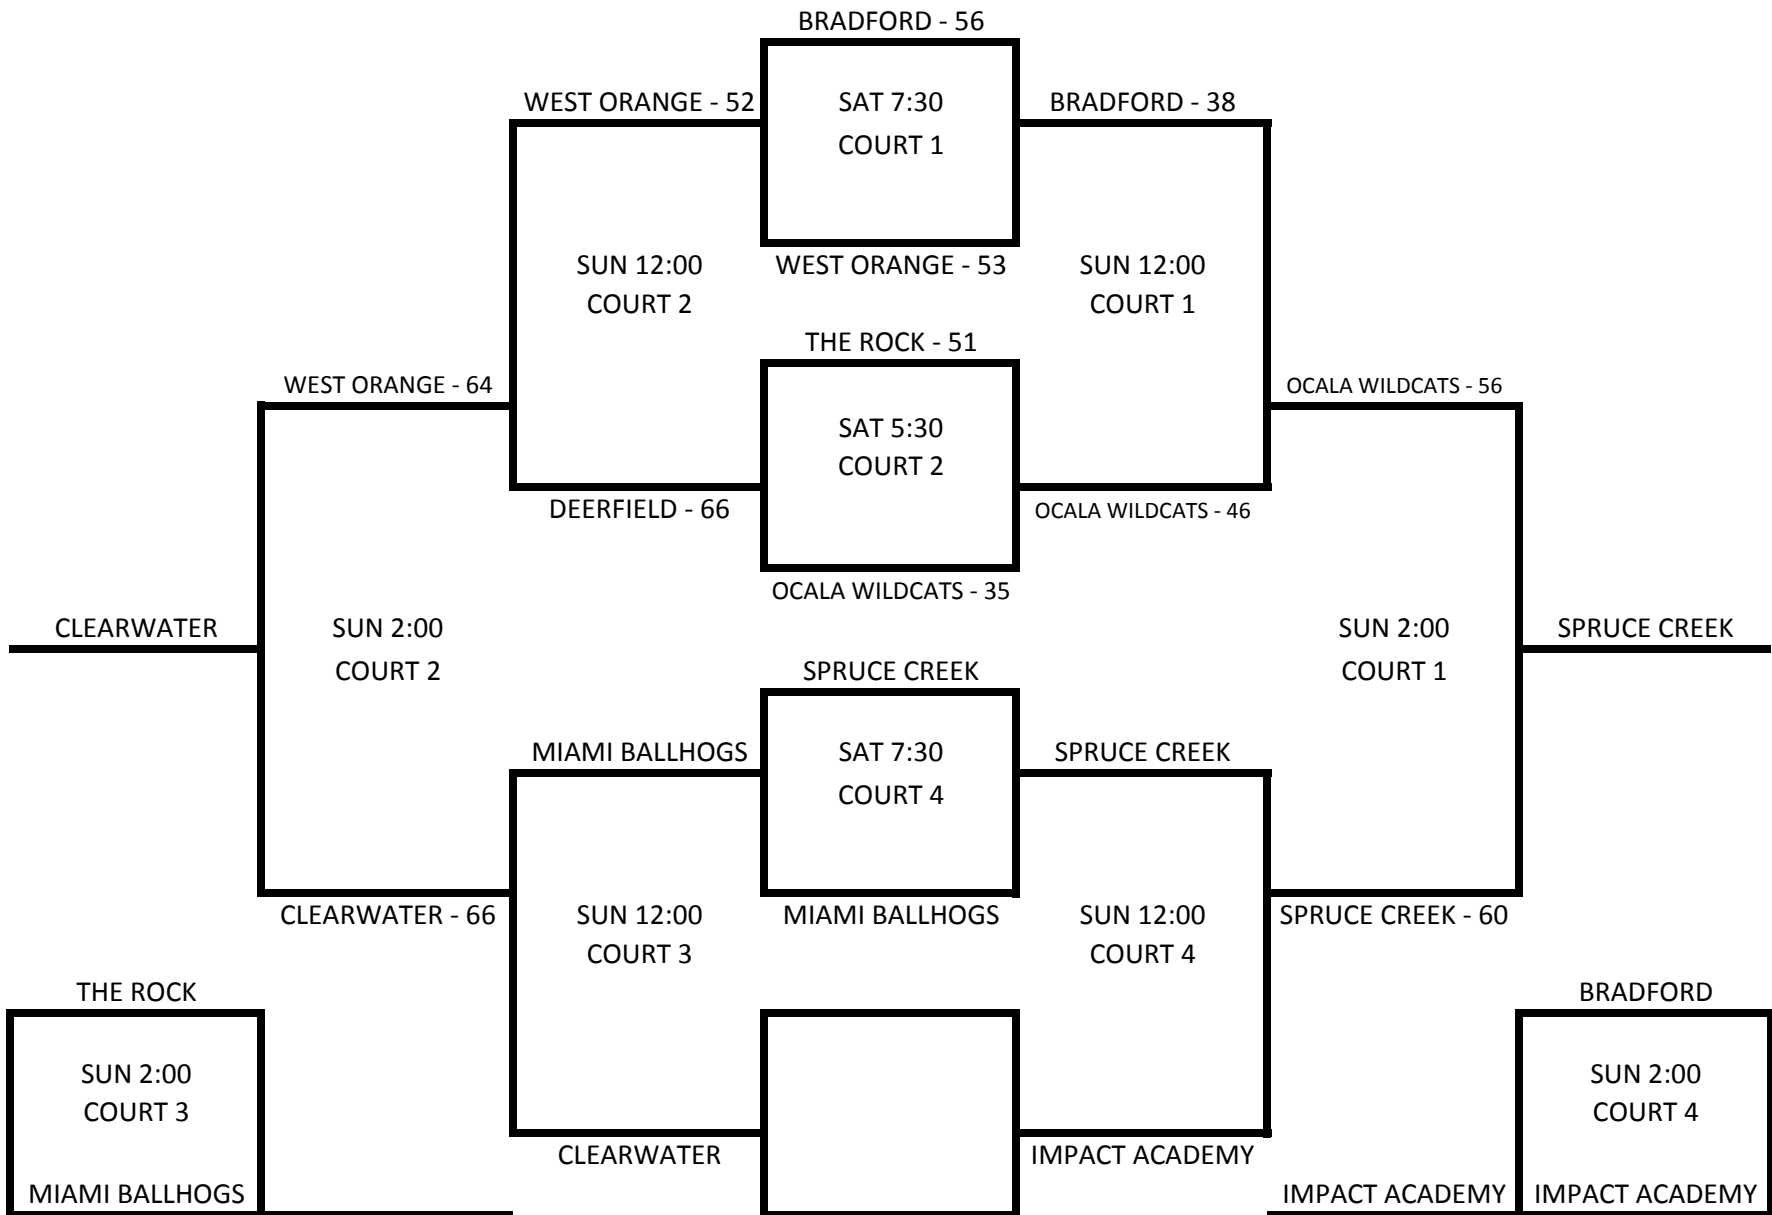 BRADFORD - 56
WEST ORANGE - 52
SAT 7:30
BRADFORD - 38
COURT 1
SUN 12:00
WEST ORANGE - 53
SUN 12:00
COURT 2
COURT 1
THE ROCK - 51
WEST ORANGE - 64
OCALA WILDCATS - 56
SAT 5:30
COURT 2
DEERFIELD - 66
OCALA WILDCATS - 46
OCALA WILDCATS - 35
CLEARWATER
SUN 2:00
SUN 2:00
SPRUCE CREEK
COURT 2
SPRUCE CREEK
COURT 1
MIAMI BALLHOGS
SAT 7:30
SPRUCE CREEK
COURT 4
CLEARWATER - 66
SUN 12:00
MIAMI BALLHOGS
SUN 12:00
SPRUCE CREEK - 60
COURT 3
COURT 4
THE ROCK
BRADFORD
SUN 2:00
SUN 2:00
COURT 3
COURT 4
CLEARWATER
IMPACT ACADEMY
MIAMI BALLHOGS
IMPACT ACADEMY
IMPACT ACADEMY